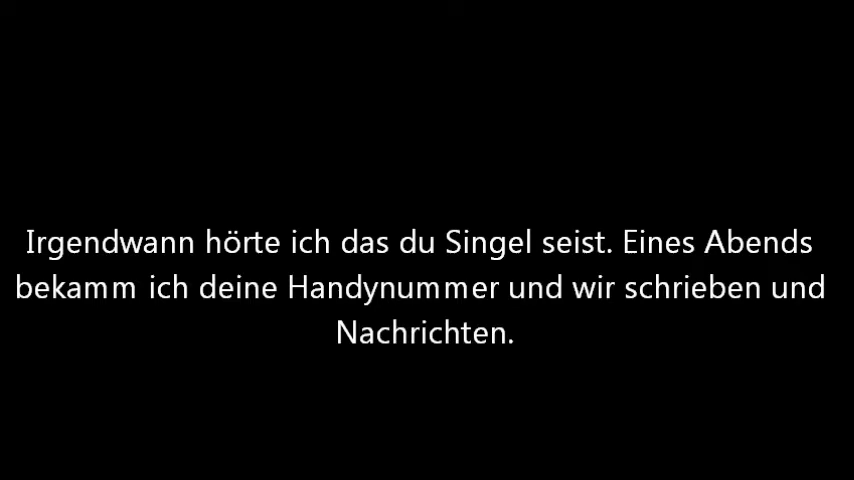 Irgendwann hörte ich das du Singel seist. Eines Abends
bekamm ich deine Handynummer und wir schrieben und
Nachrichten.